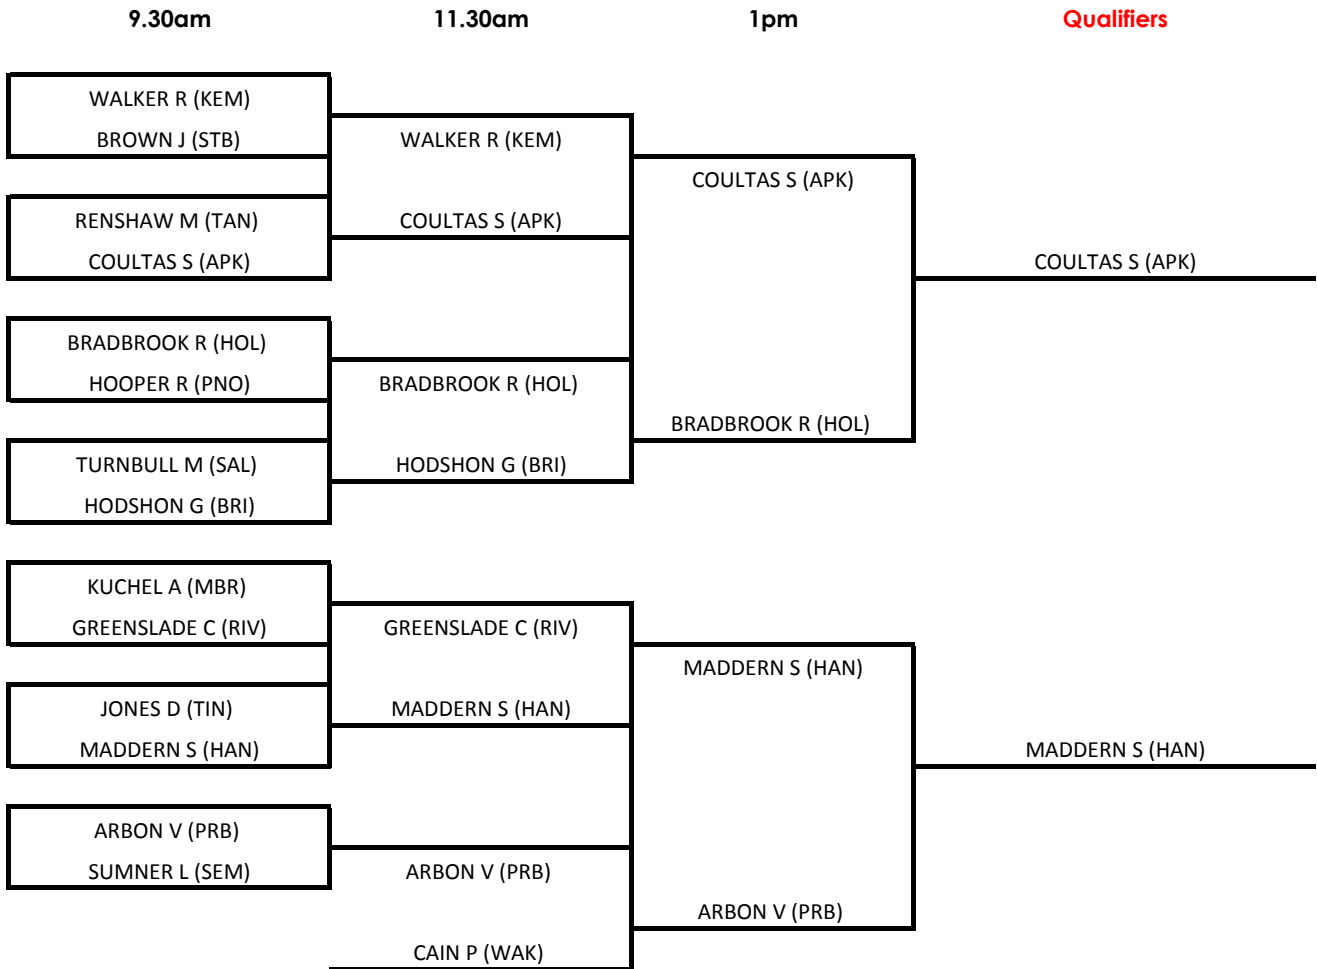 9.30am 11.30am 1pm Qualifiers
WALKER R (KEM)
BROWN J (STB) WALKER R (KEM)
COULTAS S (APK)
RENSHAW M (TAN) COULTAS S (APK)
COULTAS S (APK) COULTAS S (APK)
BRADBROOK R (HOL)
HOOPER R (PNO) BRADBROOK R (HOL)
BRADBROOK R (HOL)
TURNBULL M (SAL) HODSHON G (BRI)
HODSHON G (BRI)
KUCHEL A (MBR)
GREENSLADE C (RIV) GREENSLADE C (RIV)
MADDERN S (HAN)
JONES D (TIN) MADDERN S (HAN)
MADDERN S (HAN) MADDERN S (HAN)
ARBON V (PRB)
SUMNER L (SEM) ARBON V (PRB)
ARBON V (PRB)
CAIN P (WAK)